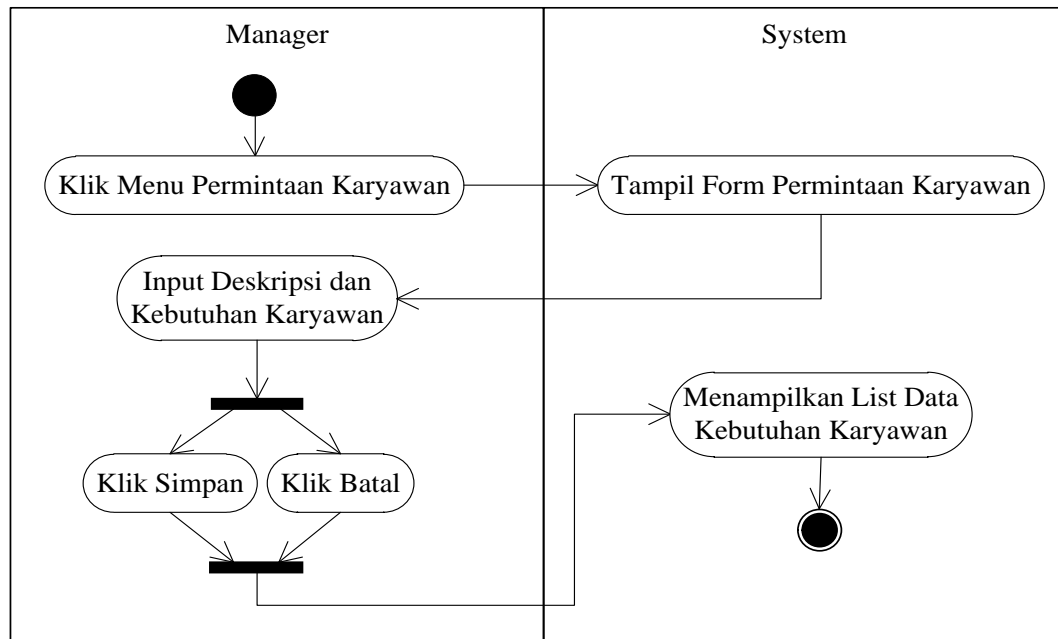 Manager
System
Klik Menu Permintaan Karyawan
Tampil Form Permintaan Karyawan
Input Deskripsi dan
Kebutuhan Karyawan
Menampilkan List Data
Kebutuhan Karyawan
Klik Simpan
Klik Batal